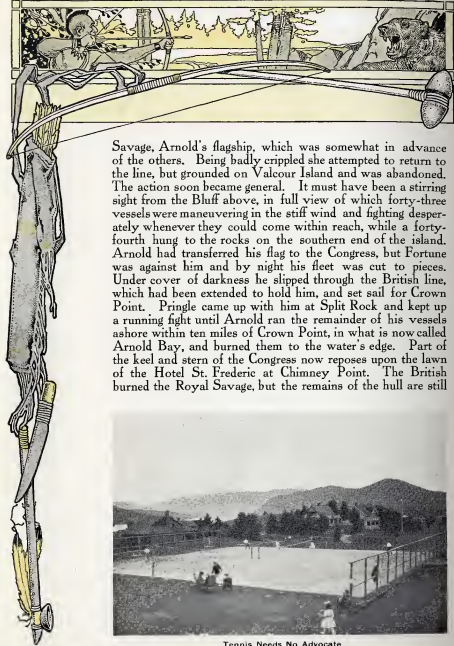 Savage, Arnold's flagship, which was somewhat in advance
of the others. Being badly crippled she attempted to return to
the line, but grounded on Valcour Island and was abandoned.
The action soon became general. It must have been a stirring
sight from the Bluff above, in full view of which forty-three
vessels were maneuvering in the stiff wind and fighting desper-
ately whenever they could come within reach, while a forty-
fourth hung to the rocks on the southern end of the island.
Arnold had transferred his flag to the Congress, but Fortune
was against him and by night his fleet was cut to pieces.
Under cover of darkness he slipped through the British line,
which had been extended to hold him, and set sail for Crown
Point. Pringle came up with him at Split Rock and kept up
a running fight until Arnold ran the remainder of his vessels
ashore within ten miles of Crown Point, in what is now called
Arnold Bay, and burned them to the water's edge. Part of
the keel and stern of the Congress now reposes upon the lawn
of the Hotel St. Frederic at Chimney Point. The British
burned the Royal Savage, but the remains of the hull are still
Tennis Needs No Advocate